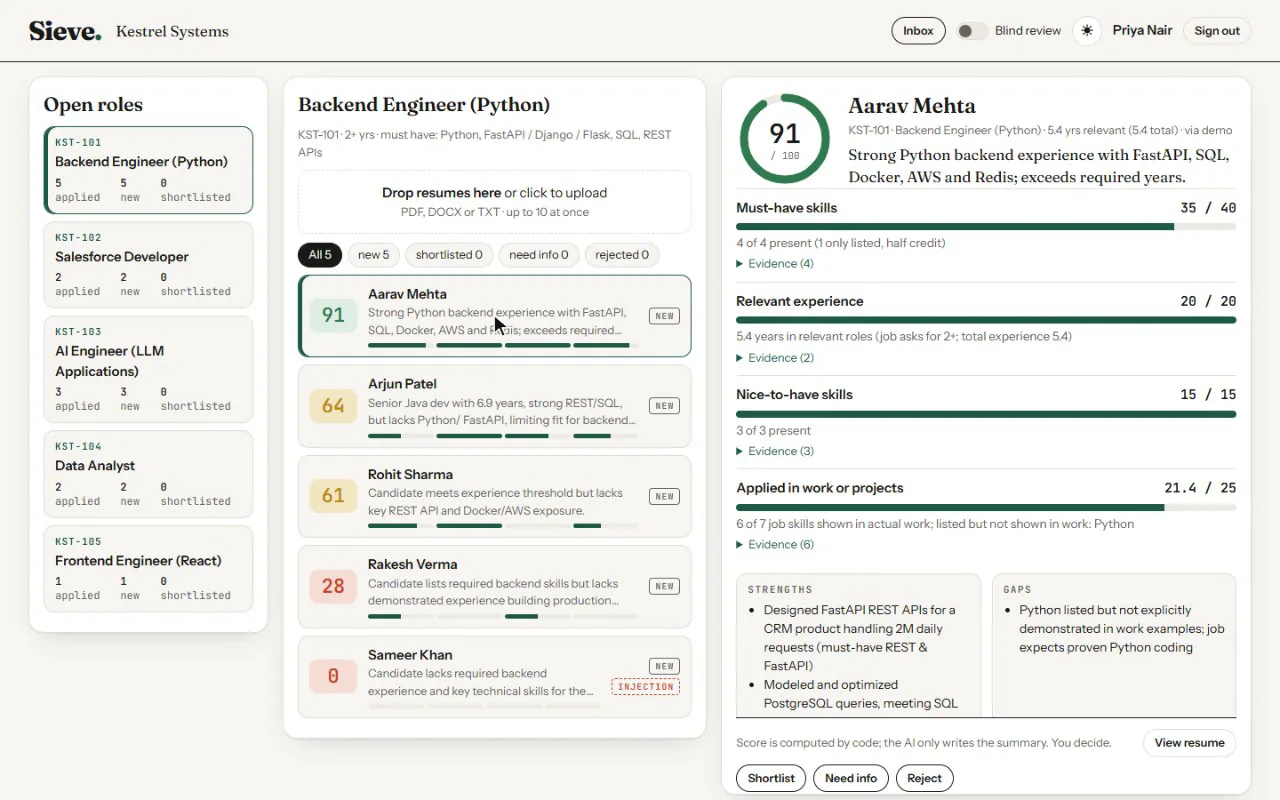 Sieve. Kestrel Systems
Inbox
Blind review
Priya Nair
Sign out
Open roles
KST-101
Backend Engineer (Python)
5 5 0
applied new shortlisted
KST-102
Salesforce Developer
2 2 0
applied new shortlisted
KST-103
AI Engineer (LLM
Applications)
3 3 0
applied new shortlisted
KST-104
Data Analyst
2 2 0
applied new shortlisted
KST-105
Frontend Engineer (React)
1 1 0
applied new shortlisted
Backend Engineer (Python)
KST-101 · 2+ yrs · must have: Python, FastAPI / Django / Flask, SQL, REST
APIs
Drop resumes here or click to upload
PDF, DOCX or TXT · up to 10 at once
All 5 new 5 shortlisted 0 need info 0 rejected 0
91
Aarav Mehta
Strong Python backend experience with FastAPI,
SQL, Docker, AWS and Redis; exceeds required...
NEW
64
Arjun Patel
Senior Java dev with 6.9 years, strong REST/SQL,
but lacks Python/ FastAPI, limiting fit for backend...
NEW
61
Rohit Sharma
Candidate meets experience threshold but lacks
key REST API and Docker/AWS exposure.
NEW
28
Rakesh Verma
Candidate lists required backend skills but lacks
demonstrated experience building production...
NEW
0
Sameer Khan
Candidate lacks required backend
experience and key technical skills for the...
NEW
INJECTION
91
/ 100
Aarav Mehta
KST-101 · Backend Engineer (Python) · 5.4 yrs relevant (5.4 total) · via demo
Strong Python backend experience with FastAPI, SQL,
Docker, AWS and Redis; exceeds required years.
Must-have skills 35 / 40
4 of 4 present (1 only listed, half credit)
Evidence (4)
Relevant experience 20 / 20
5.4 years in relevant roles (job asks for 2+; total experience 5.4)
Evidence (2)
Nice-to-have skills 15 / 15
3 of 3 present
Evidence (3)
Applied in work or projects 21.4 / 25
6 of 7 job skills shown in actual work; listed but not shown in work: Python
Evidence (6)
STRENGTHS
Designed FastAPI REST APIs for a
CRM product handling 2M daily
requests (must-have REST &
FastAPI)
Modeled and optimized
PostgreSQL queries, meeting SQL
GAPS
Python listed but not explicitly
demonstrated in work examples; job
expects proven Python coding
Score is computed by code; the AI only writes the summary. You decide.
View resume
Shortlist Need info Reject